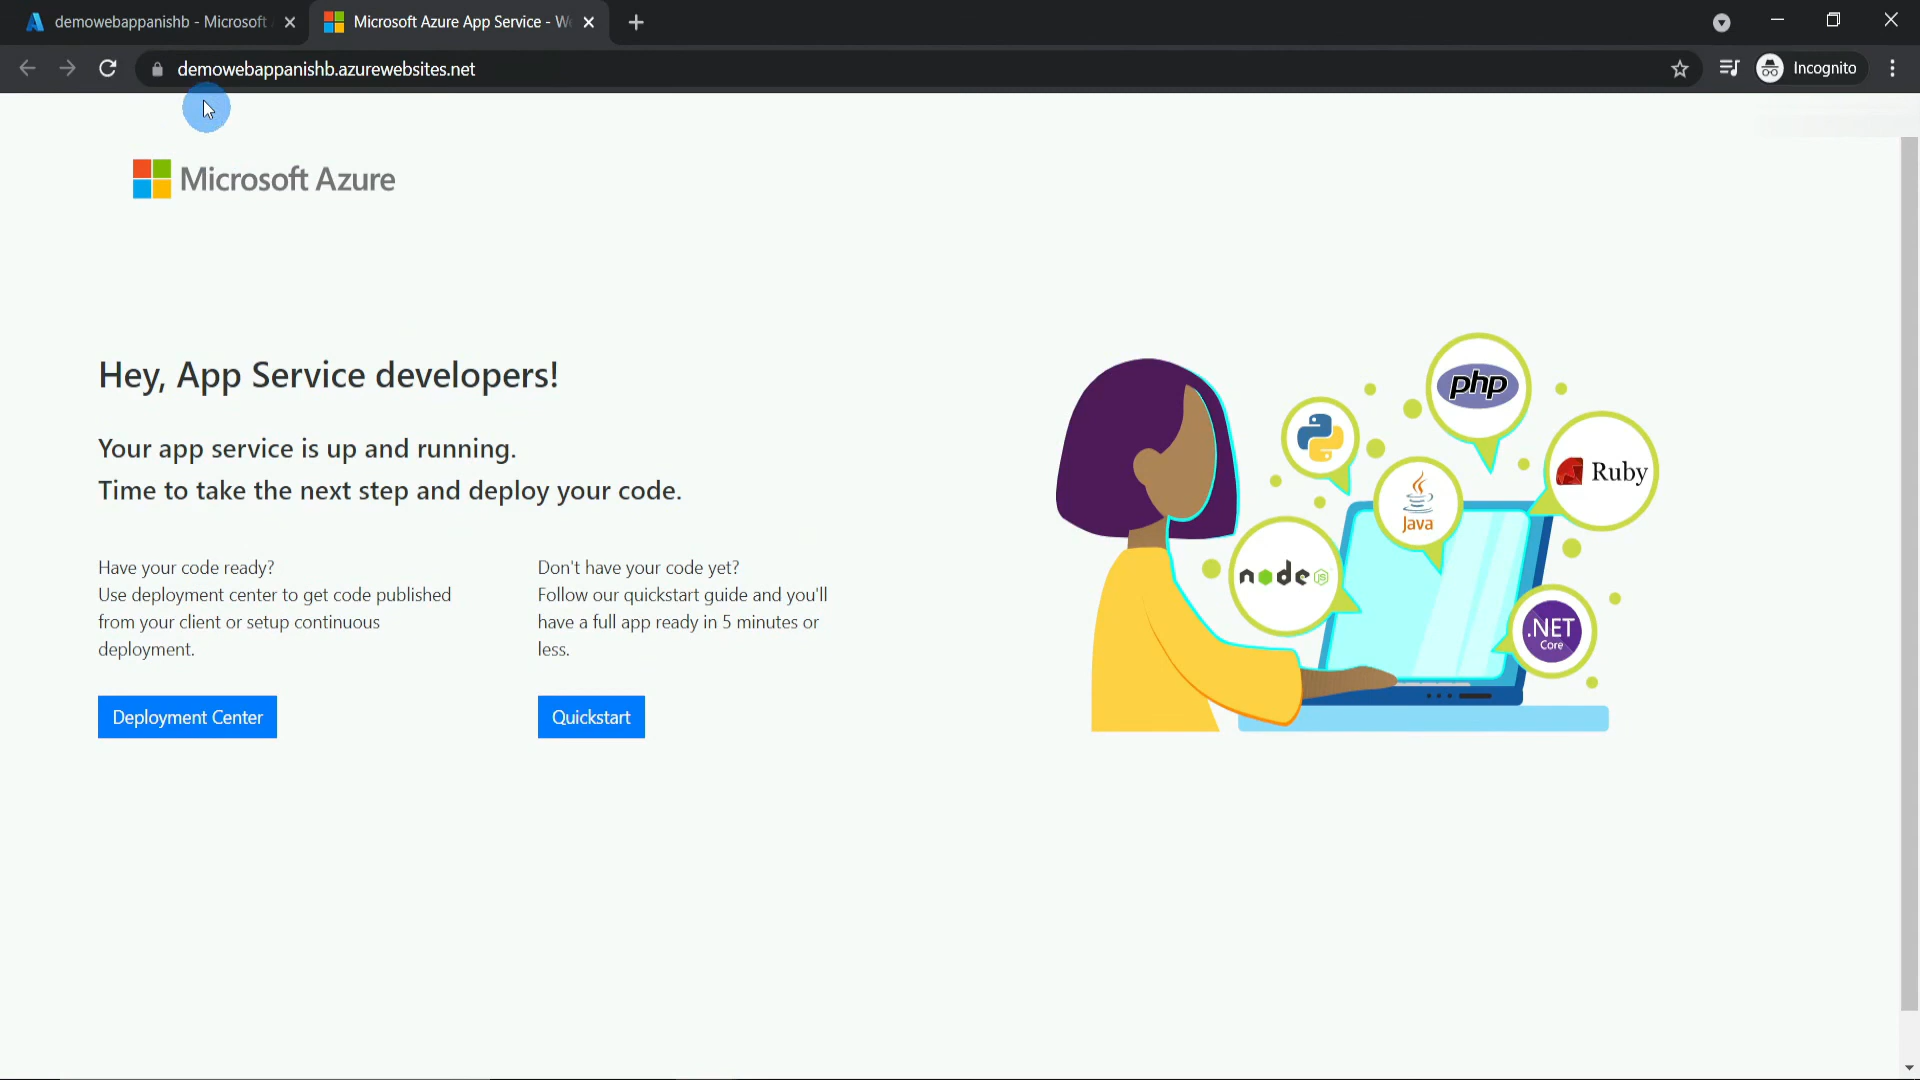 demowebappanishb - Microsoft
Microsoft Azure App Service - W
demowebappanishb.azurewebsites.net
Incognito
Microsoft Azure
Hey, App Service developers!
Your app service is up and running.
Time to take the next step and deploy your code.
Have your code ready?
Use deployment center to get code published
from your client or setup continuous
deployment.
Deployment Center
Don't have your code yet?
Follow our quickstart guide and you'll
have a full app ready in 5 minutes or
less.
Quickstart
php
Ruby
Java
node
JS
.NET
Core